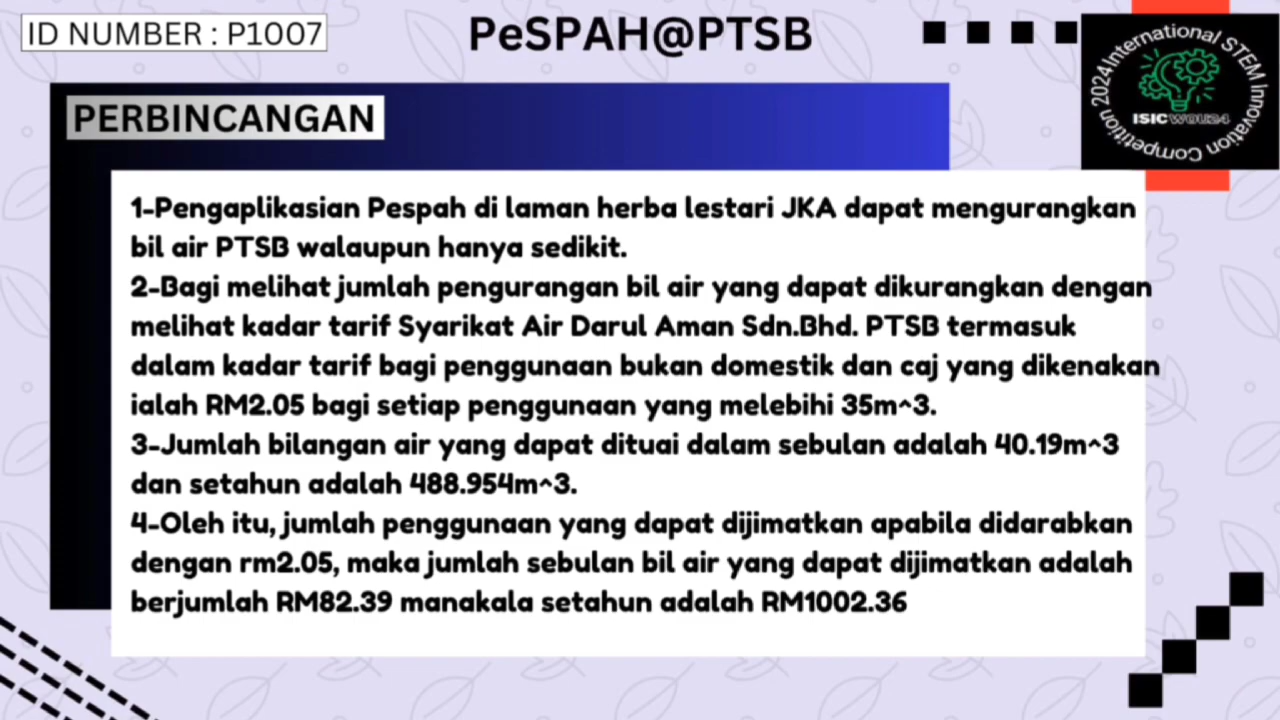 ID NUMBER : P1007
PeSPAH@PTSB
International STEM Innovation Competition 2024
ISICWOU24
PERBINCANGAN
1-Pengaplikasian Pespah di laman herba lestari JKA dapat mengurangkan
bil air PTSB walaupun hanya sedikit.
2-Bagi melihat jumlah pengurangan bil air yang dapat dikurangkan dengan
melihat kadar tarif Syarikat Air Darul Aman Sdn.Bhd. PTSB termasuk
dalam kadar tarif bagi penggunaan bukan domestik dan caj yang dikenakan
ialah RM2.05 bagi setiap penggunaan yang melebihi 35m^3.
3-Jumlah bilangan air yang dapat dituai dalam sebulan adalah 40.19m^3
dan setahun adalah 488.954m^3.
4-Oleh itu, jumlah penggunaan yang dapat dijimatkan apabila didarabkan
dengan rm2.05, maka jumlah sebulan bil air yang dapat dijimatkan adalah
berjumlah RM82.39 manakala setahun adalah RM1002.36